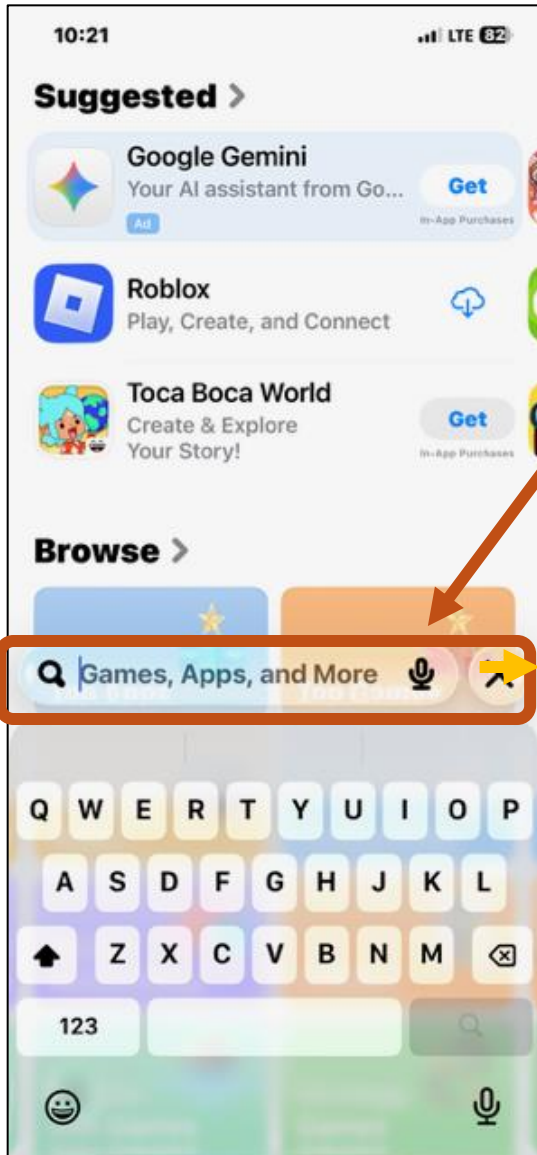 10:21 LTE 82
Suggested >
Google Gemini
Your AI assistant from Go...
Get
Ad
In-App Purchases
Roblox
Play, Create, and Connect
Toca Boca World
Create & Explore
Your Story!
Get
In-App Purchases
Browse >
Games, Apps, and More
Q W E R T Y U I O P
A S D F G H J K L
Z X C V B N M
123